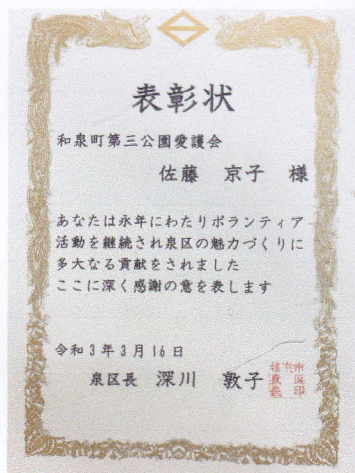 表彰状
和泉町第三公園愛護会
佐藤 京子 様
あなたは永年にわたりボランティア
活動を継続され泉区の魅力づくりに
多大なる貢献をされました
ここに深く感謝の意を表します
令和3年3月16日
泉区長 深川 敦子